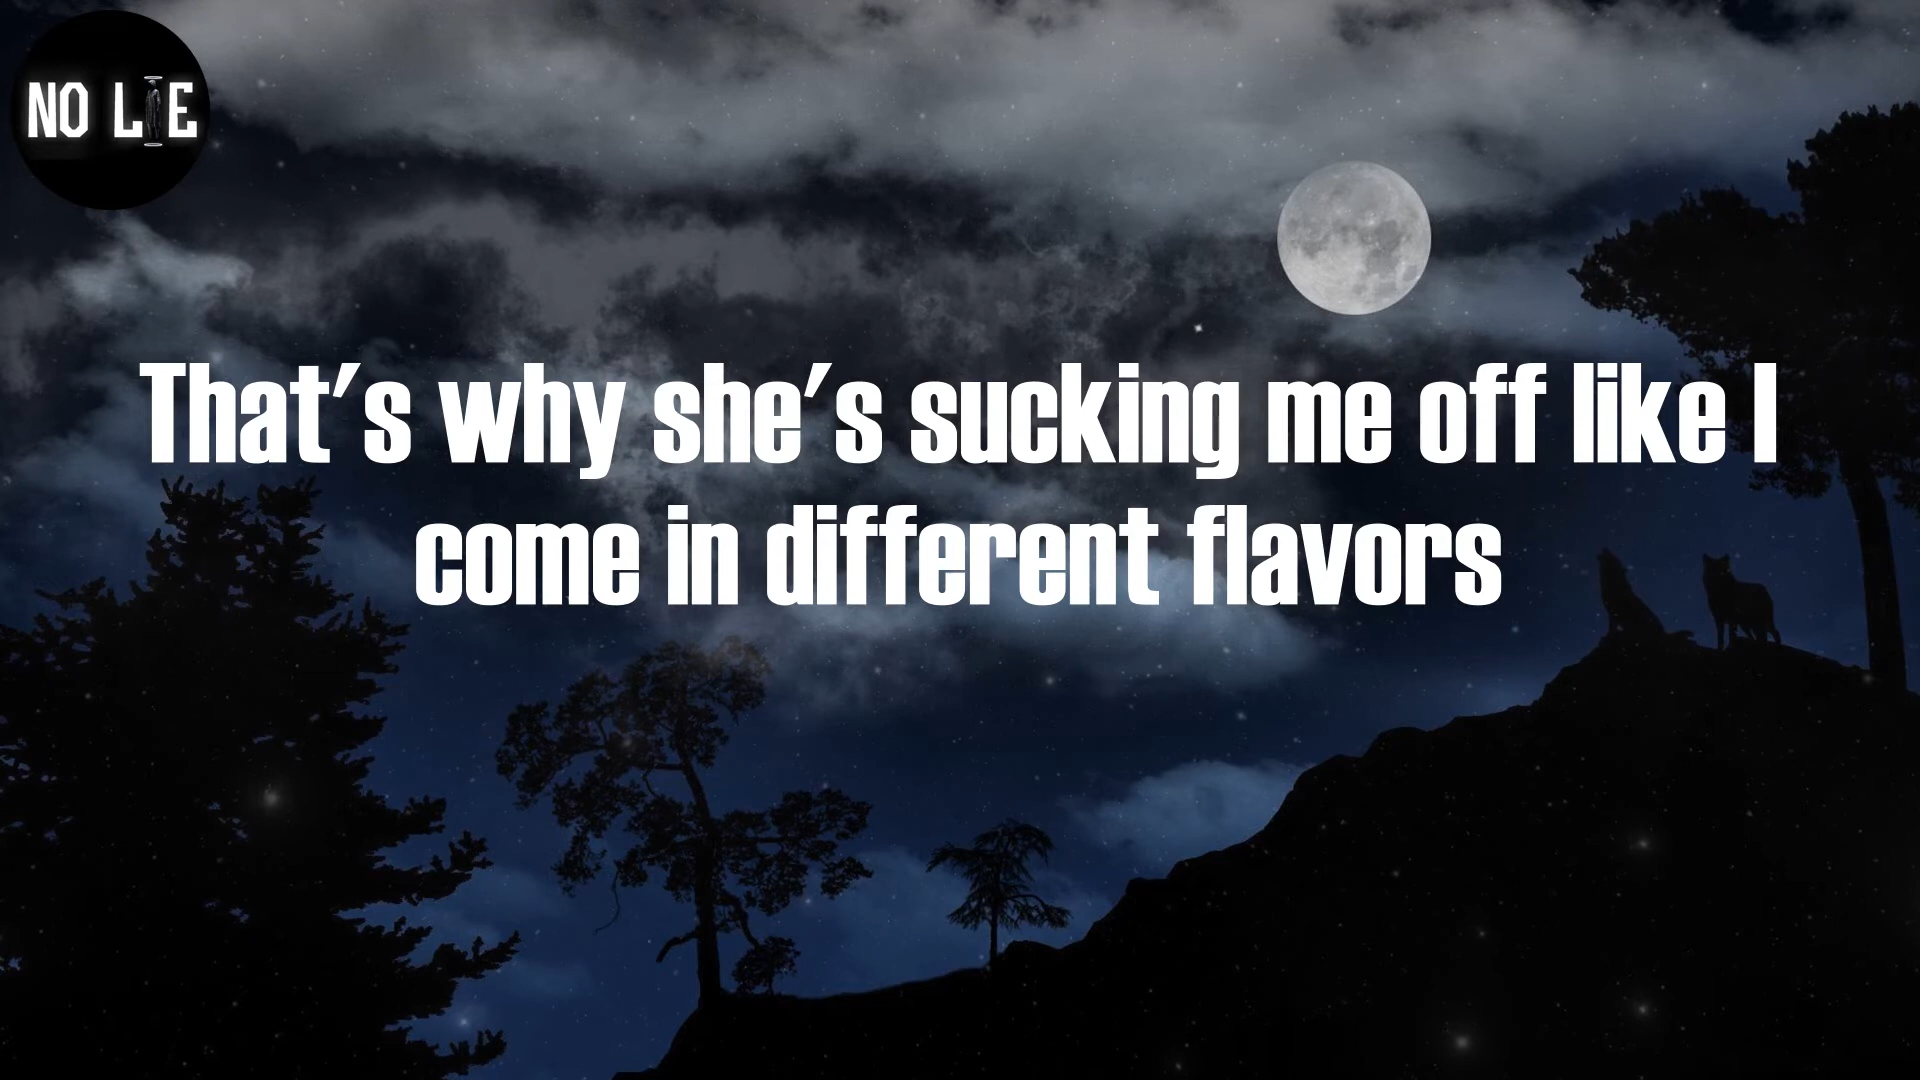 NO LIE
That's why she's sucking me off like I
come in different flavors